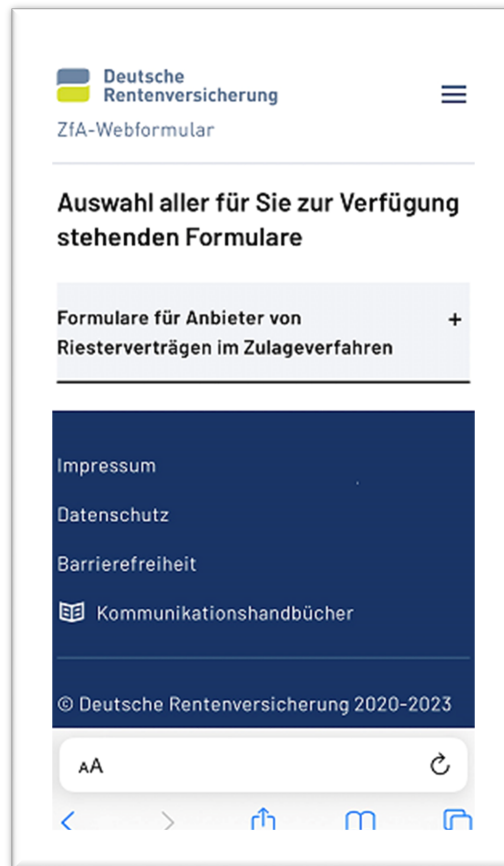 Deutsche
Rentenversicherung
ZfA-Webformular
Auswahl aller für Sie zur Verfügung
stehenden Formulare
Formulare für Anbieter von +
Riesterverträgen im Zulageverfahren
Impressum
Datenschutz
Barrierefreiheit
Kommunikationshandbücher
© Deutsche Rentenversicherung 2020-2023
AA